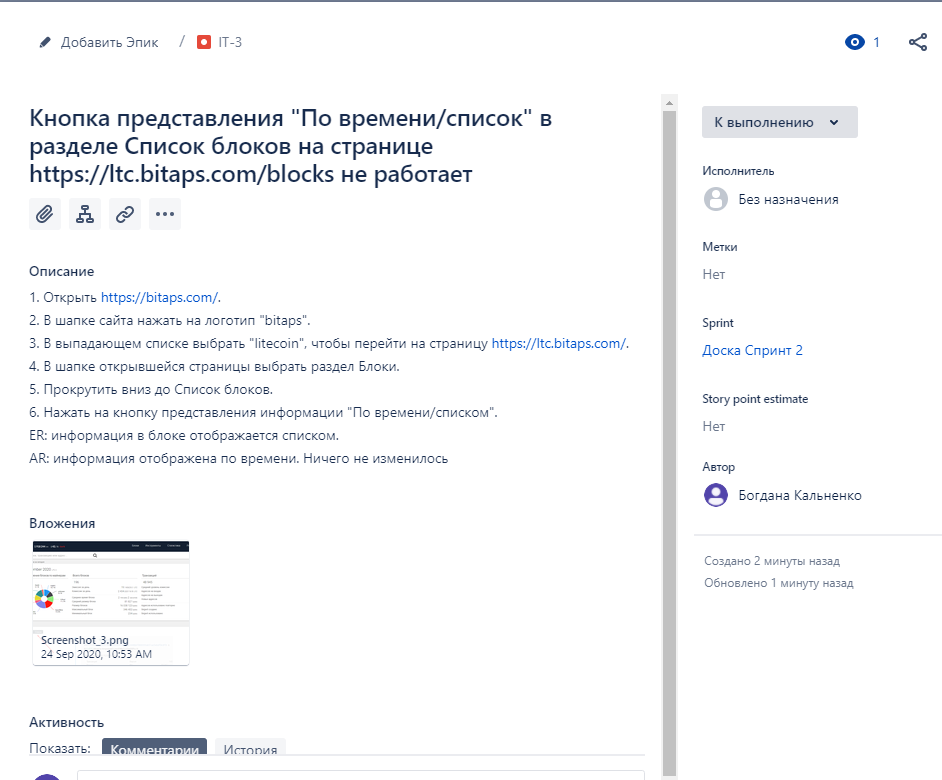 Добавить Эпик / IT-3
1
Кнопка представления "По времени/список" в
разделе Список блоков на странице
https://ltc.bitaps.com/blocks не работает
Описание
1. Открыть https://bitaps.com/.
2. В шапке сайта нажать на логотип "bitaps".
3. В выпадающем списке выбрать "litecoin", чтобы перейти на страницу https://ltc.bitaps.com/.
4. В шапке открывшейся страницы выбрать раздел Блоки.
5. Прокрутить вниз до Список блоков.
6. Нажать на кнопку представления информации "По времени/списком".
ER: информация в блоке отображается списком.
AR: информация отображена по времени. Ничего не изменилось
Вложения
Screenshot_3.png
24 Sep 2020, 10:53 AM
Активность
Показать: Комментарии История
К выполнению
Исполнитель
Без назначения
Метки
Нет
Sprint
Доска Спринт 2
Story point estimate
Нет
Автор
Богдана Кальненко
Создано 2 минуты назад
Обновлено 1 минуту назад